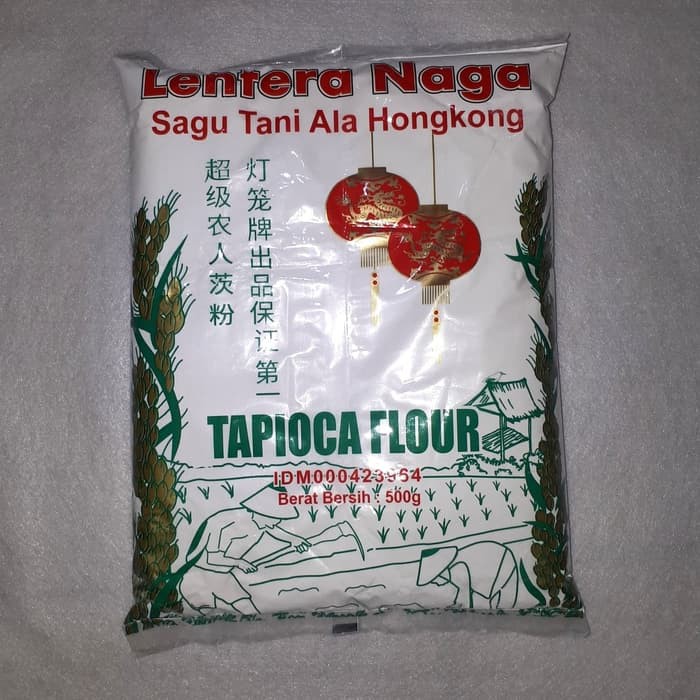 Lentera Naga
Sagu Tani Ala Hongkong
灯笼牌出品保证第一
超级农人茨粉
TAPIOCA FLOUR
IDM000423954
Berat Bersih : 500g